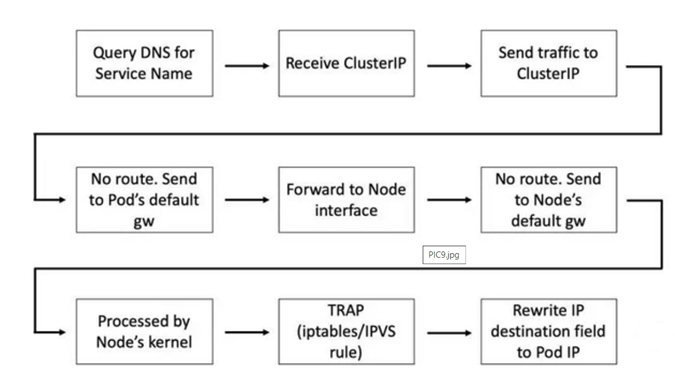 Query DNS for
Service Name
Receive ClusterIP
Send traffic to
ClusterIP
No route. Send
to Pod's default
gw
Forward to Node
interface
No route. Send
to Node's
default gw
PIC9.jpg
Processed by
Node's kernel
TRAP
(iptables/IPVS
rule)
Rewrite IP
destination field
to Pod IP